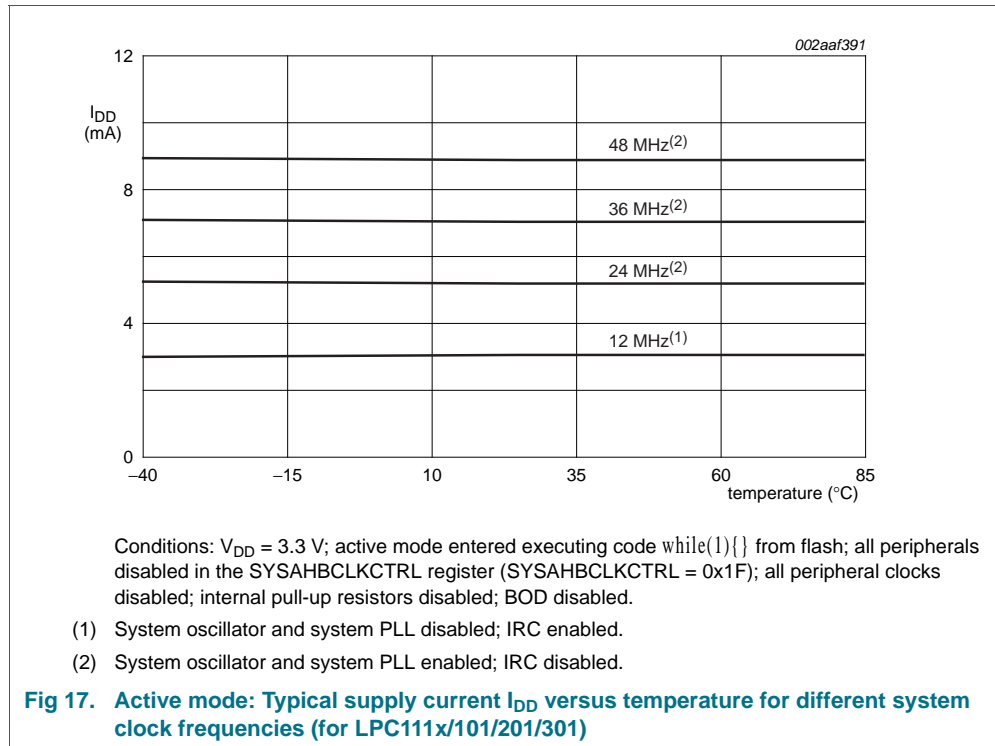 002aaf391
12
I_DD
(mA)
48 MHz(2)
8
36 MHz(2)
24 MHz(2)
4
12 MHz(1)
0
−40
−15
10
35
60
85
temperature (°C)
Conditions: V_DD = 3.3 V; active mode entered executing code while(1){} from flash; all peripherals
disabled in the SYSAHBCLKCTRL register (SYSAHBCLKCTRL = 0x1F); all peripheral clocks
disabled; internal pull-up resistors disabled; BOD disabled.
(1) System oscillator and system PLL disabled; IRC enabled.
(2) System oscillator and system PLL enabled; IRC disabled.
Fig 17. Active mode: Typical supply current I_DD versus temperature for different system
clock frequencies (for LPC111x/101/201/301)